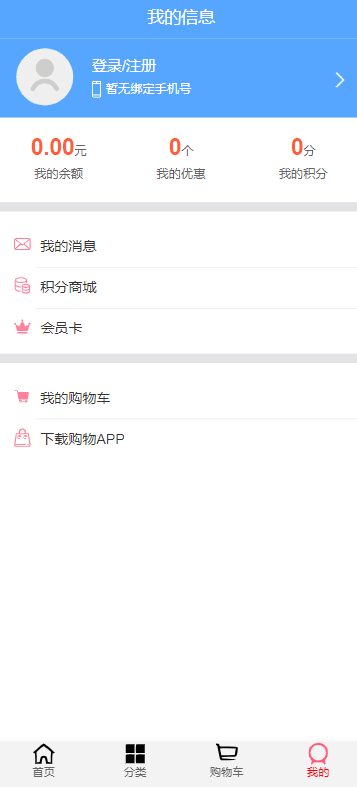 我的信息
登录/注册
暂无绑定手机号
0.00元 0个 0分
我的余额 我的优惠 我的积分
我的消息
积分商城
会员卡
我的购物车
下载购物APP
首页 分类 购物车 我的